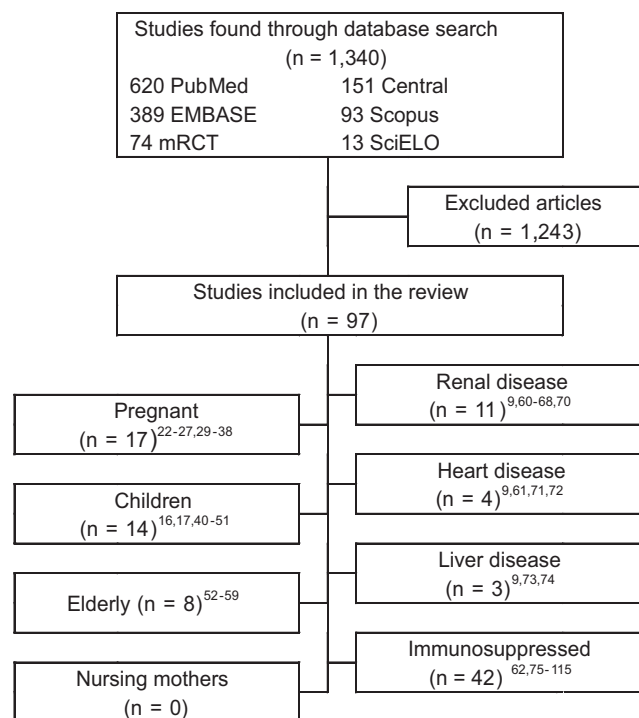 Studies found through database search
(n = 1,340)
620 PubMed 151 Central
389 EMBASE 93 Scopus
74 mRCT 13 SciELO
Excluded articles
(n = 1,243)
Studies included in the review
(n = 97)
Pregnant
(n = 17)22-27,29-38
Children
(n = 14)16,17,40-51
Elderly (n = 8)52-59
Nursing mothers
(n = 0)
Renal disease
(n = 11)9,60-68,70
Heart disease
(n = 4)9,61,71,72
Liver disease
(n = 3)9,73,74
Immunosuppressed
(n = 42) 62,75-115